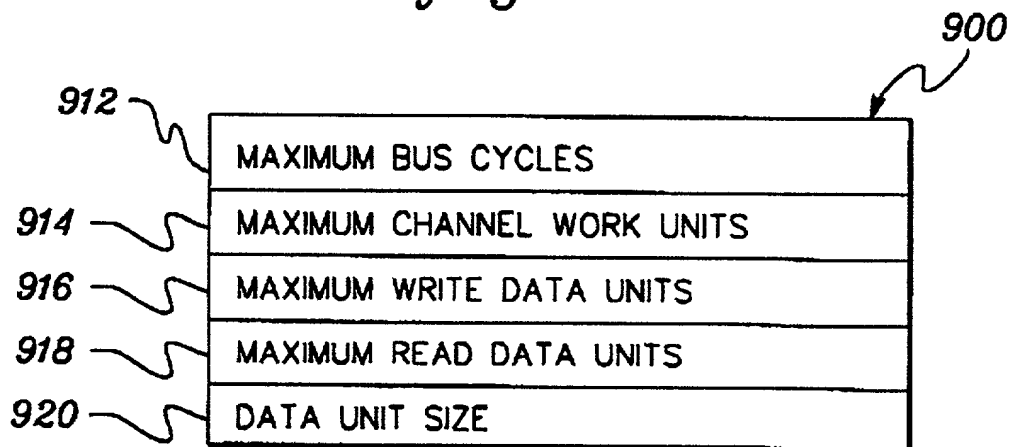 900
912 MAXIMUM BUS CYCLES
914 MAXIMUM CHANNEL WORK UNITS
916 MAXIMUM WRITE DATA UNITS
918 MAXIMUM READ DATA UNITS
920 DATA UNIT SIZE